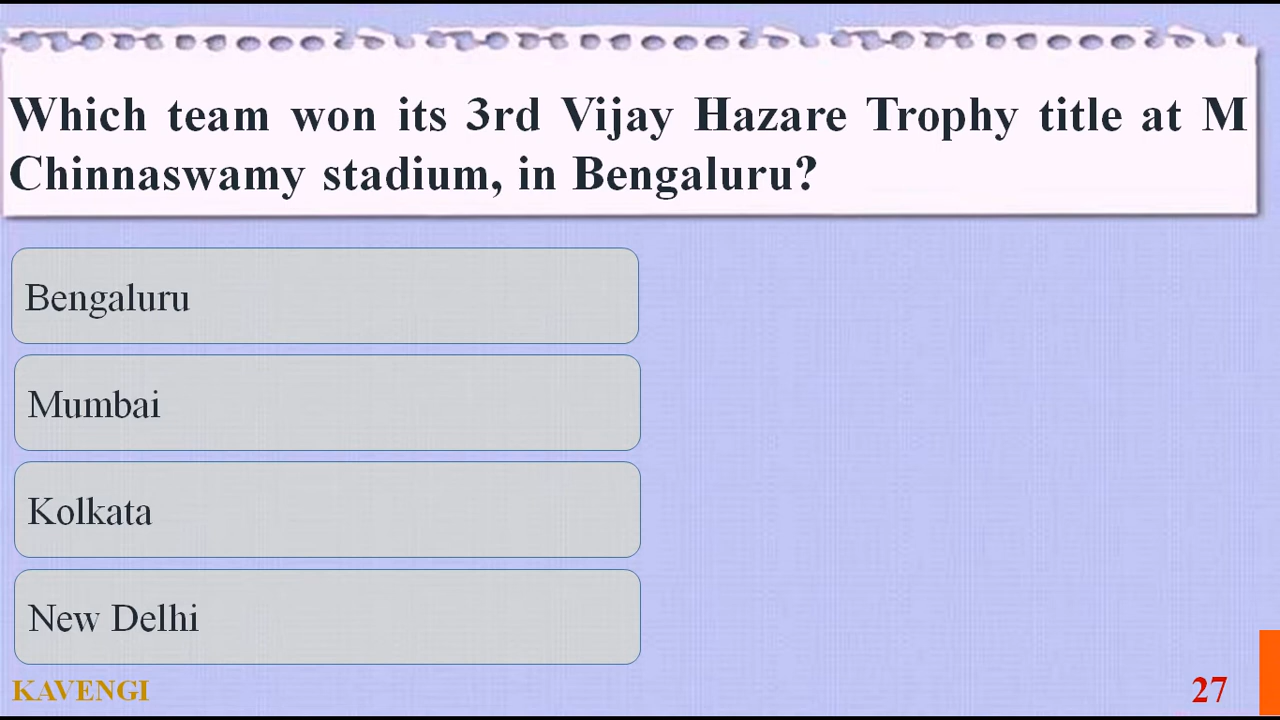 Which team won its 3rd Vijay Hazare Trophy title at M
Chinnaswamy stadium, in Bengaluru?
Bengaluru
Mumbai
Kolkata
New Delhi
KAVENGI
27